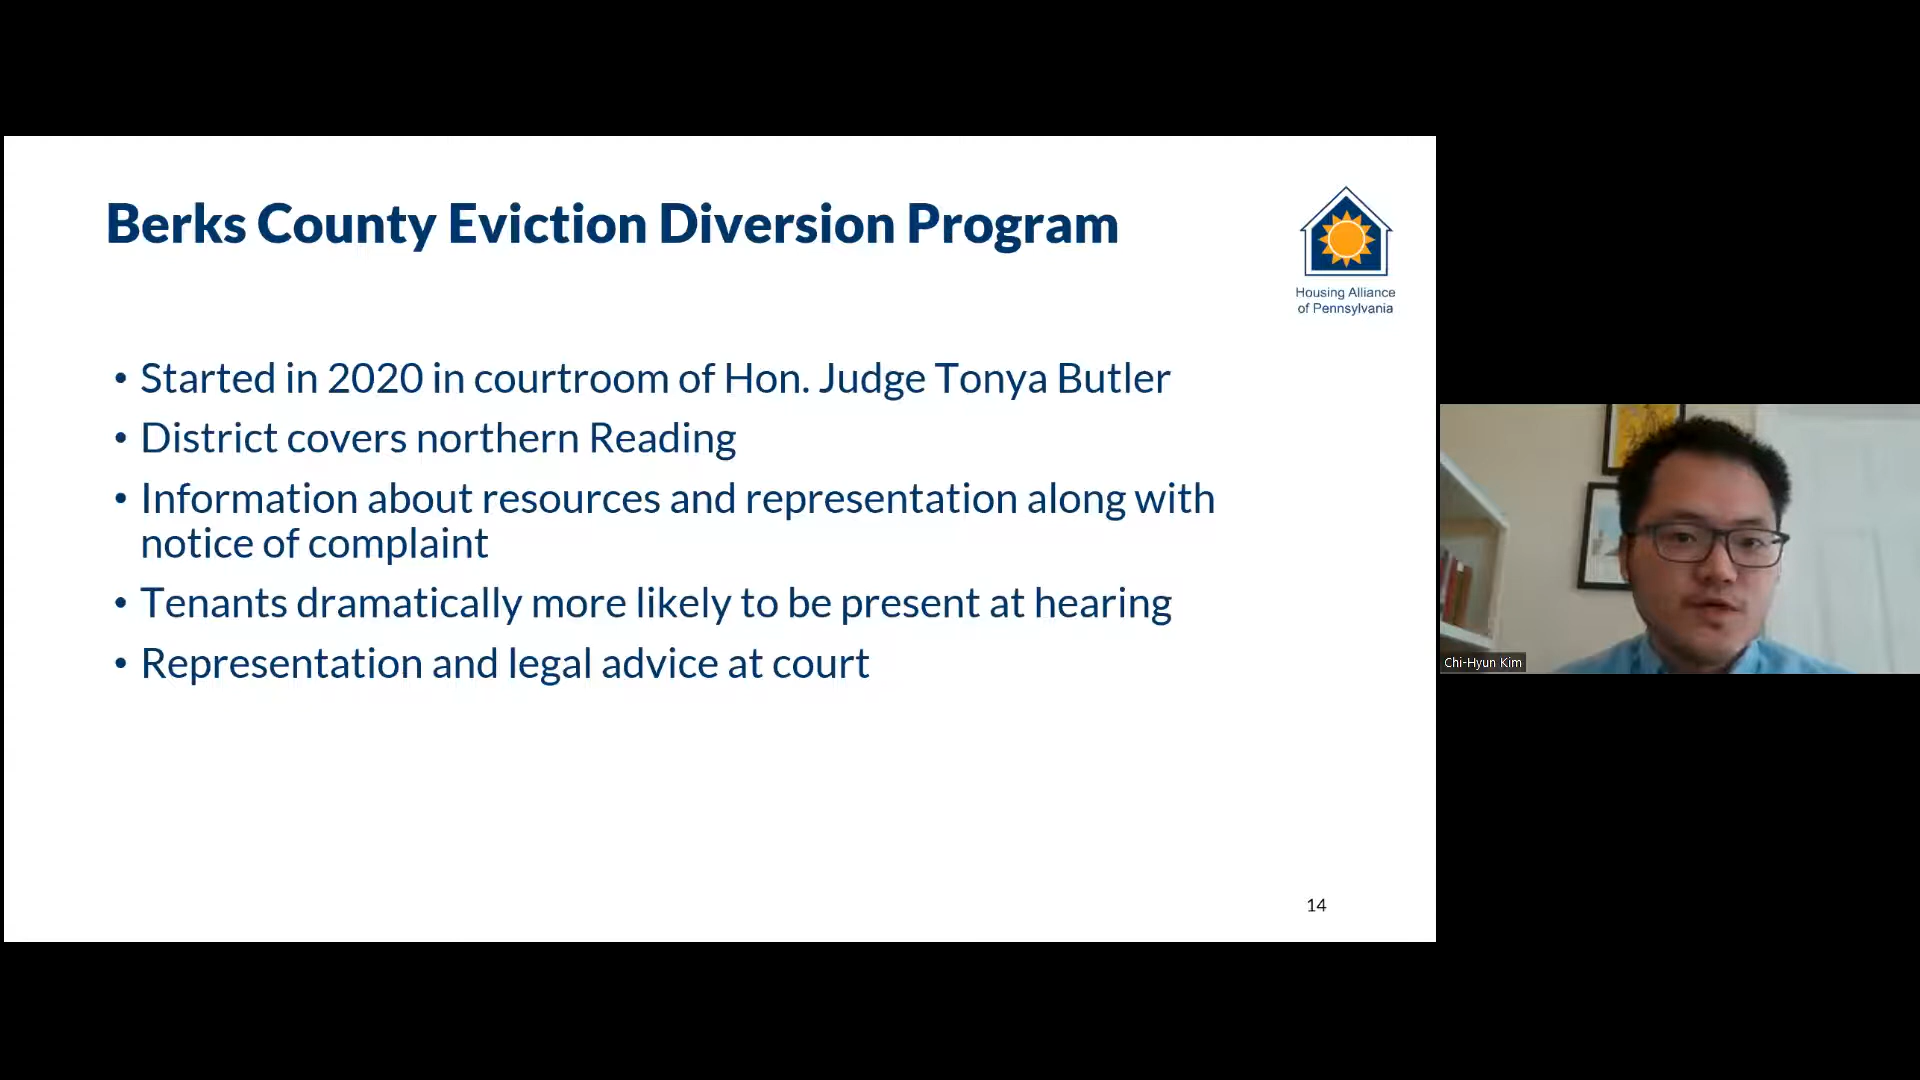 Berks County Eviction Diversion Program
Housing Alliance
of Pennsylvania
• Started in 2020 in courtroom of Hon. Judge Tonya Butler
• District covers northern Reading
• Information about resources and representation along with
notice of complaint
• Tenants dramatically more likely to be present at hearing
• Representation and legal advice at court
14
Chi-Hyun Kim